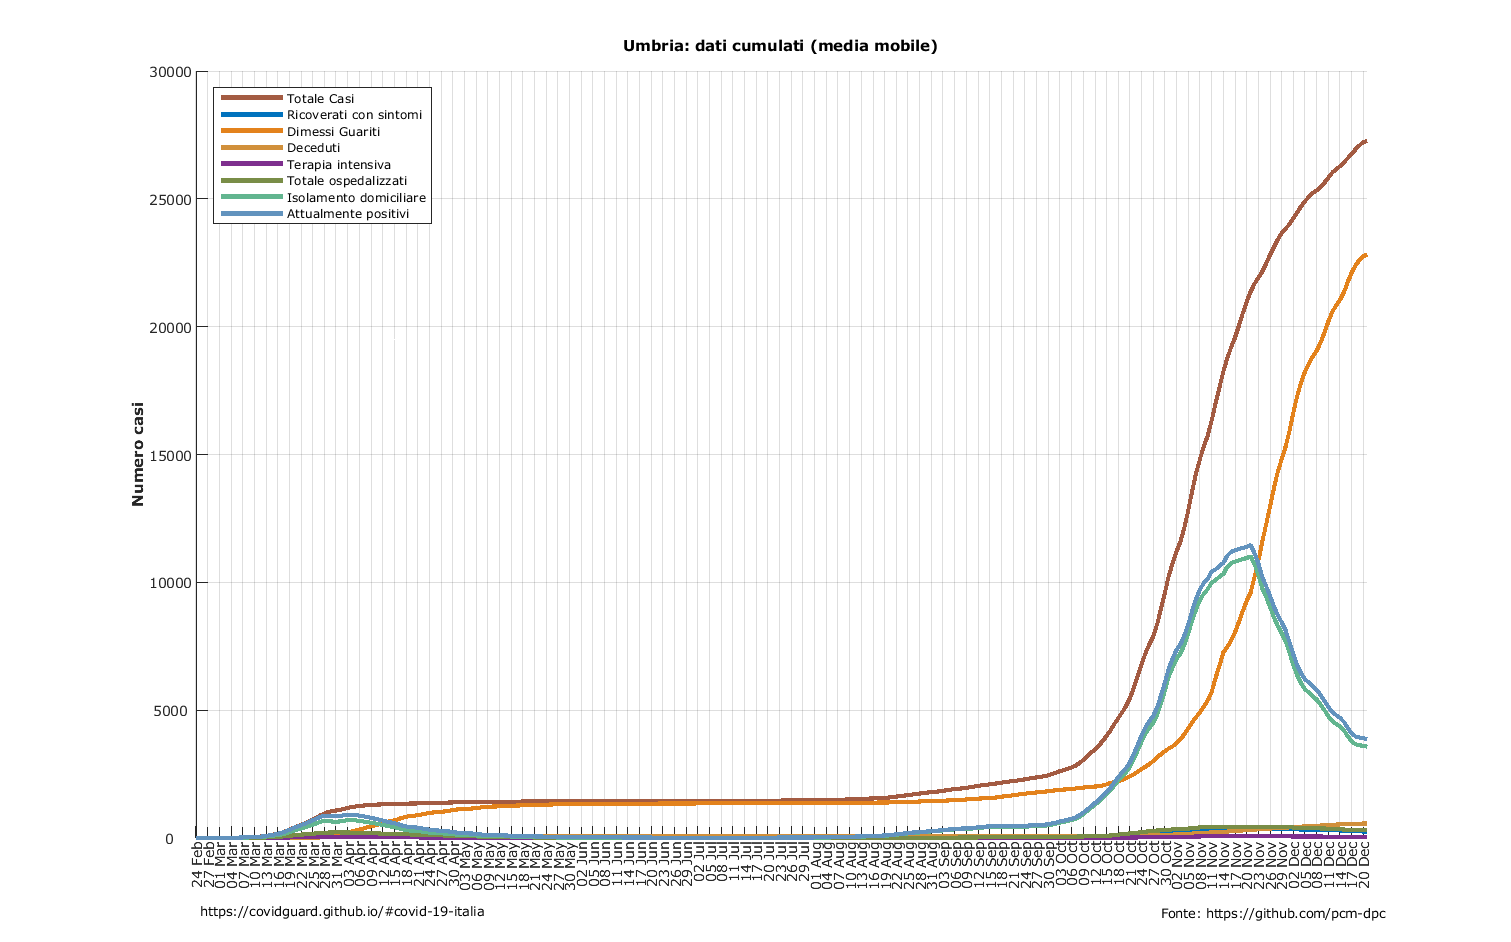 Umbria: dati cumulati (media mobile)
30000
25000
20000
15000
10000
5000
0
Numero casi
Totale Casi
Ricoverati con sintomi
Dimessi Guariti
Deceduti
Terapia intensiva
Totale ospedalizzati
Isolamento domiciliare
Attualmente positivi
24 Feb
27 Feb
01 Mar
04 Mar
07 Mar
10 Mar
13 Mar
16 Mar
19 Mar
22 Mar
25 Mar
28 Mar
31 Mar
03 Apr
06 Apr
09 Apr
12 Apr
15 Apr
18 Apr
21 Apr
24 Apr
27 Apr
30 Apr
03 May
06 May
09 May
12 May
15 May
18 May
21 May
24 May
27 May
30 May
02 Jun
05 Jun
08 Jun
11 Jun
14 Jun
17 Jun
20 Jun
23 Jun
26 Jun
29 Jun
02 Jul
05 Jul
08 Jul
11 Jul
14 Jul
17 Jul
20 Jul
23 Jul
26 Jul
29 Jul
01 Aug
04 Aug
07 Aug
10 Aug
13 Aug
16 Aug
19 Aug
22 Aug
25 Aug
28 Aug
31 Aug
03 Sep
06 Sep
09 Sep
12 Sep
15 Sep
18 Sep
21 Sep
24 Sep
27 Sep
30 Sep
03 Oct
06 Oct
09 Oct
12 Oct
15 Oct
18 Oct
21 Oct
24 Oct
27 Oct
30 Oct
02 Nov
05 Nov
08 Nov
11 Nov
14 Nov
17 Nov
20 Nov
23 Nov
26 Nov
29 Nov
02 Dec
05 Dec
08 Dec
11 Dec
14 Dec
17 Dec
20 Dec
https://covidguard.github.io/#covid-19-italia
Fonte: https://github.com/pcm-dpc